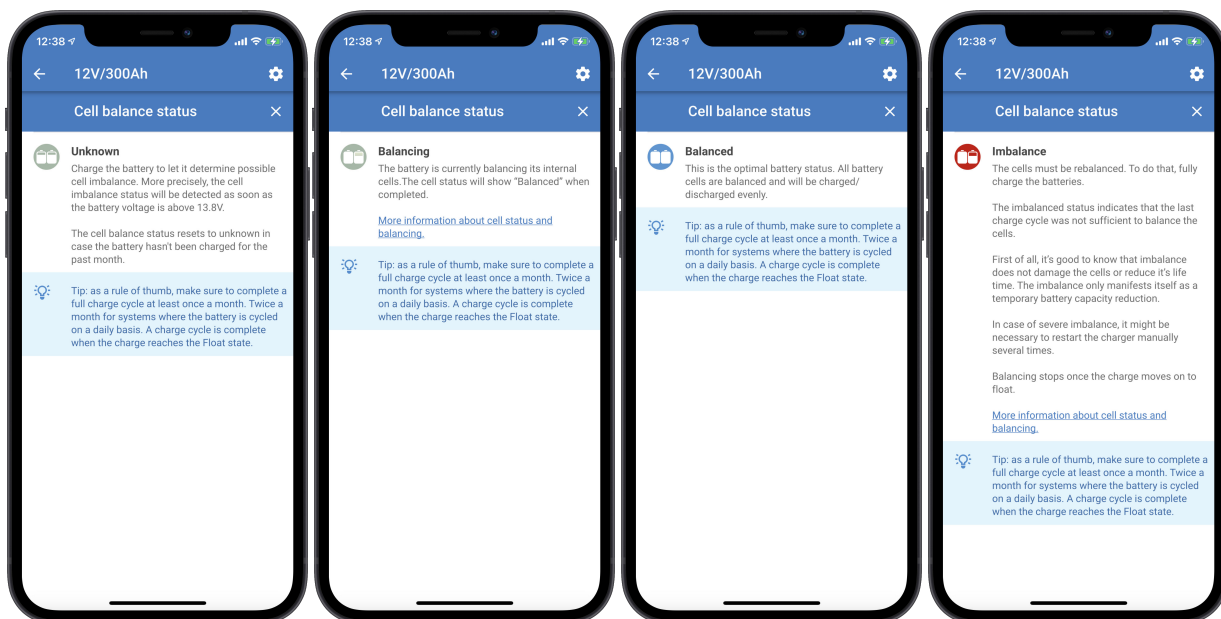 12:38
12V/300Ah
Cell balance status
Unknown
Charge the battery to let it determine possible
cell imbalance. More precisely, the cell
imbalance status will be detected as soon as
the battery voltage is above 13.8V.
The cell balance status resets to unknown in
case the battery hasn't been charged for the
past month.
Tip: as a rule of thumb, make sure to complete a
full charge cycle at least once a month. Twice a
month for systems where the battery is cycled
on a daily basis. A charge cycle is complete
when the charge reaches the Float state.
12:38
12V/300Ah
Cell balance status
Balancing
The battery is currently balancing its internal
cells.The cell status will show “Balanced” when
completed.
More information about cell status and
balancing.
Tip: as a rule of thumb, make sure to complete a
full charge cycle at least once a month. Twice a
month for systems where the battery is cycled
on a daily basis. A charge cycle is complete
when the charge reaches the Float state.
12:38
12V/300Ah
Cell balance status
Balanced
This is the optimal battery status. All battery
cells are balanced and will be charged/
discharged evenly.
Tip: as a rule of thumb, make sure to complete a
full charge cycle at least once a month. Twice a
month for systems where the battery is cycled
on a daily basis. A charge cycle is complete
when the charge reaches the Float state.
12:38
12V/300Ah
Cell balance status
Imbalance
The cells must be rebalanced. To do that, fully
charge the batteries.
The imbalanced status indicates that the last
charge cycle was not sufficient to balance the
cells.
First of all, it’s good to know that imbalance
does not damage the cells or reduce it’s life
time. The imbalance only manifests itself as a
temporary battery capacity reduction.
In case of severe imbalance, it might be
necessary to restart the charger manually
several times.
Balancing stops once the charge moves on to
float.
More information about cell status and
balancing.
Tip: as a rule of thumb, make sure to complete a
full charge cycle at least once a month. Twice a
month for systems where the battery is cycled
on a daily basis. A charge cycle is complete
when the charge reaches the Float state.